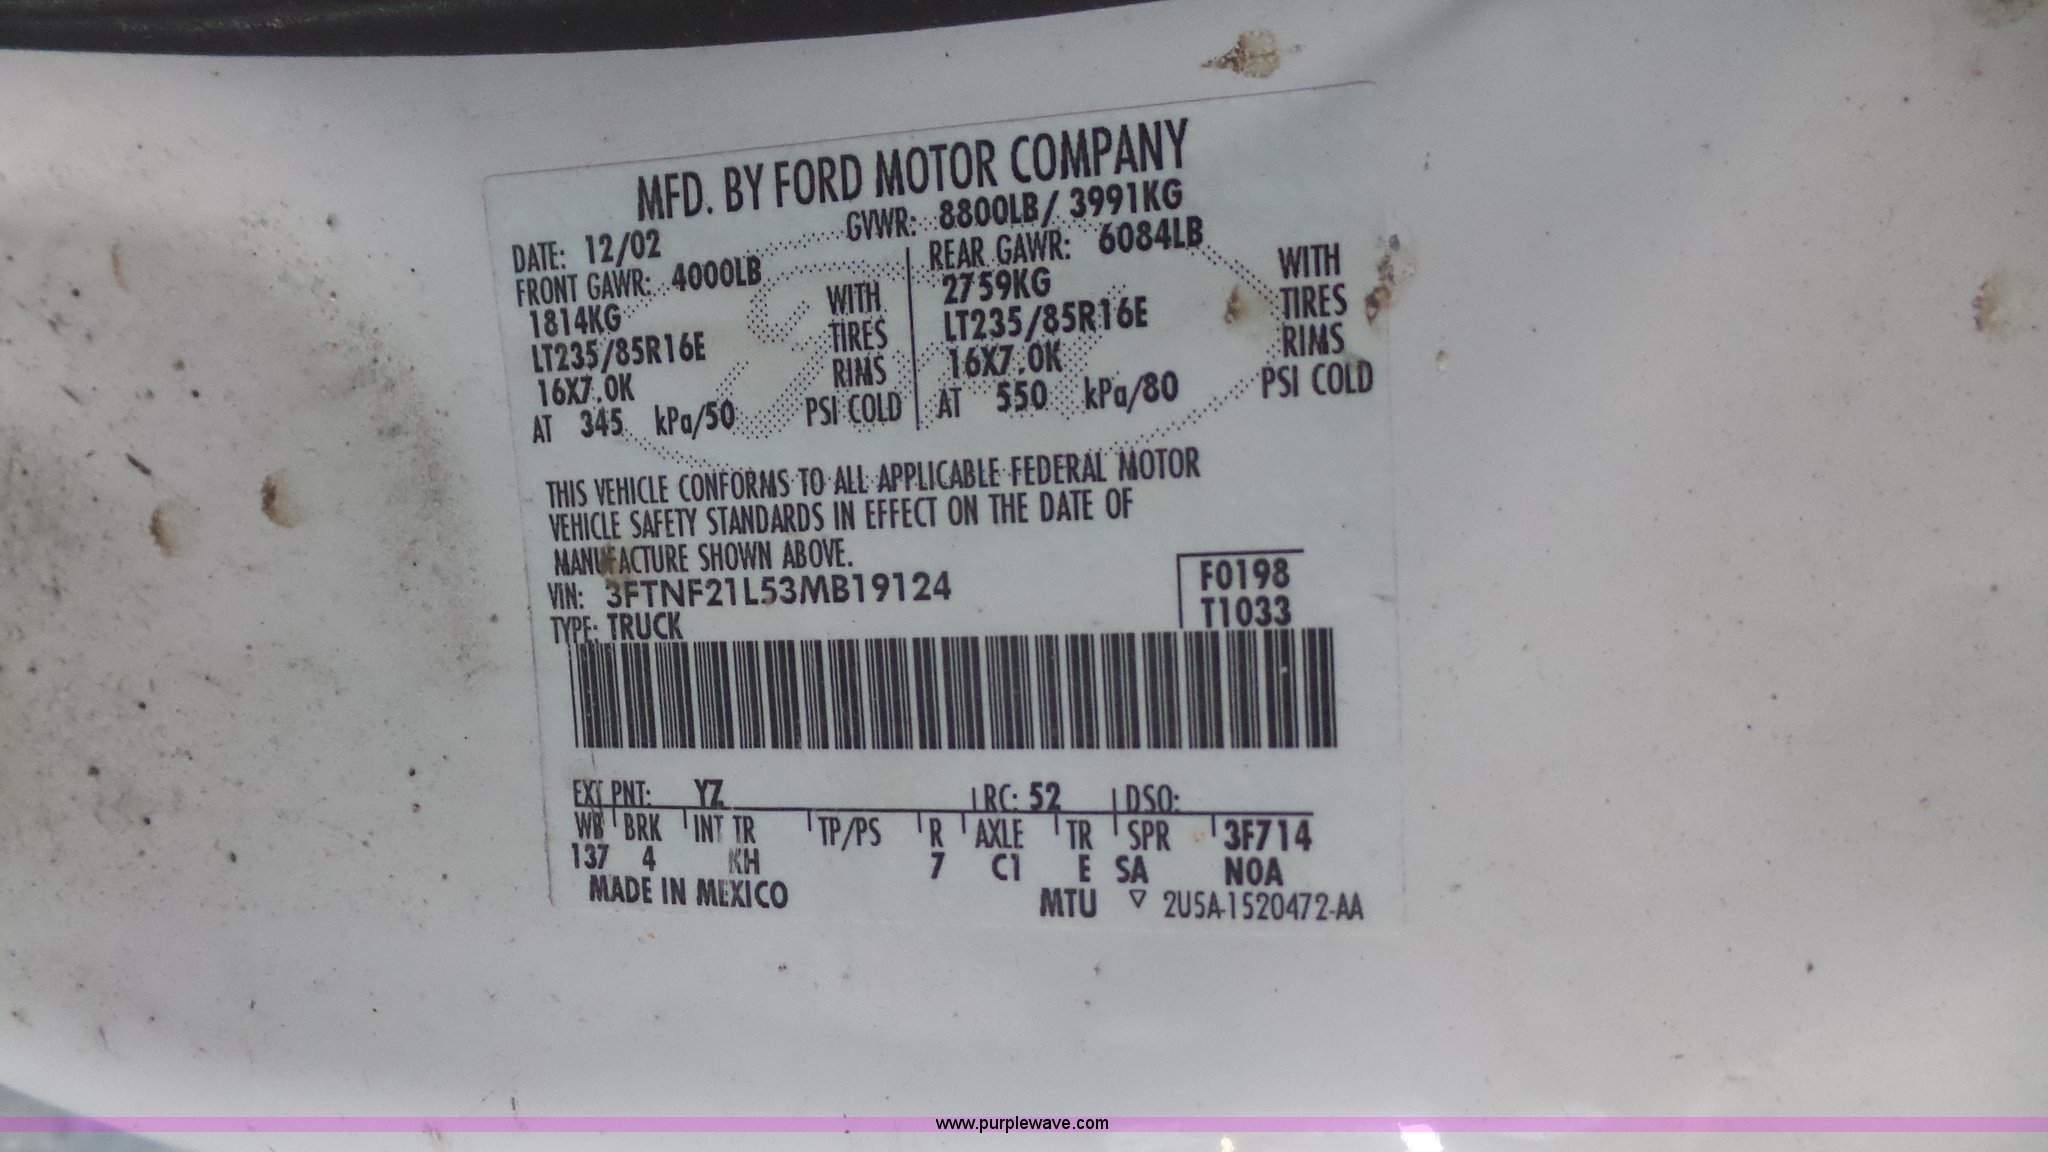 MFD. BY FORD MOTOR COMPANY
DATE: 12/02 GVWR: 8800LB/ 3991KG
FRONT GAWR: 4000LB REAR GAWR: 6084LB
1814KG WITH 2759KG WITH
LT235/85R16E TIRES LT235/85R16E TIRES
16X7.0K RIMS 16X7.0K RIMS
AT 345 kPa/50 PSI COLD AT 550 kPa/80 PSI COLD
THIS VEHICLE CONFORMS TO ALL APPLICABLE FEDERAL MOTOR
VEHICLE SAFETY STANDARDS IN EFFECT ON THE DATE OF
MANUFACTURE SHOWN ABOVE.
VIN: 3FTNF21L53MB19124 F0198
TYPE: TRUCK T1033
EXT PNT: YZ RC: 52 DSO:
WB BRK INT TR TP/PS R AXLE TR SPR 3F714
137 4 KH 7 C1 E SA N0A
MADE IN MEXICO MTU ▽ 2U5A-1520472-AA
www.purplewave.com